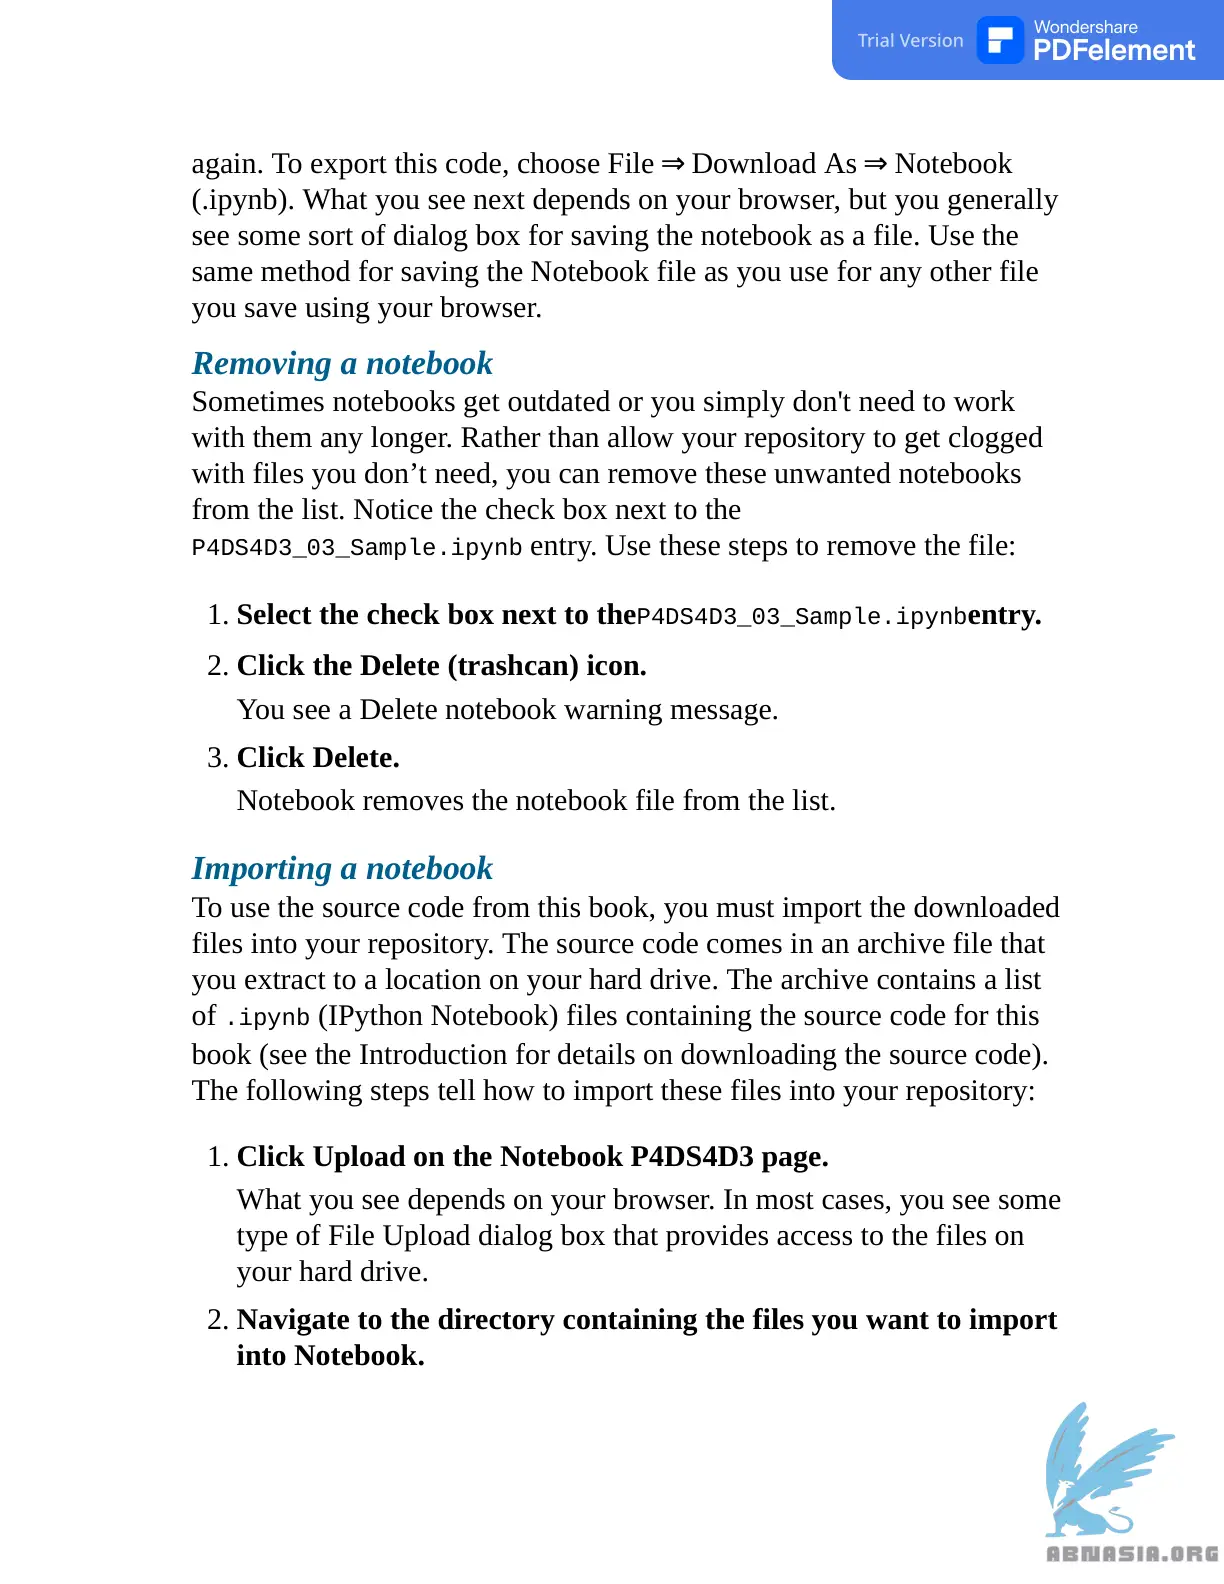 Trial Version
Wondershare
PDFelement
again. To export this code, choose File ⇒ Download As ⇒ Notebook
(.ipynb). What you see next depends on your browser, but you generally
see some sort of dialog box for saving the notebook as a file. Use the
same method for saving the Notebook file as you use for any other file
you save using your browser.
Removing a notebook
Sometimes notebooks get outdated or you simply don't need to work
with them any longer. Rather than allow your repository to get clogged
with files you don’t need, you can remove these unwanted notebooks
from the list. Notice the check box next to the
P4DS4D3_03_Sample.ipynb entry. Use these steps to remove the file:
1. Select the check box next to theP4DS4D3_03_Sample.ipynbentry.
2. Click the Delete (trashcan) icon.
You see a Delete notebook warning message.
3. Click Delete.
Notebook removes the notebook file from the list.
Importing a notebook
To use the source code from this book, you must import the downloaded
files into your repository. The source code comes in an archive file that
you extract to a location on your hard drive. The archive contains a list
of .ipynb (IPython Notebook) files containing the source code for this
book (see the Introduction for details on downloading the source code).
The following steps tell how to import these files into your repository:
1. Click Upload on the Notebook P4DS4D3 page.
What you see depends on your browser. In most cases, you see some
type of File Upload dialog box that provides access to the files on
your hard drive.
2. Navigate to the directory containing the files you want to import
into Notebook.
ABNASIA.ORG